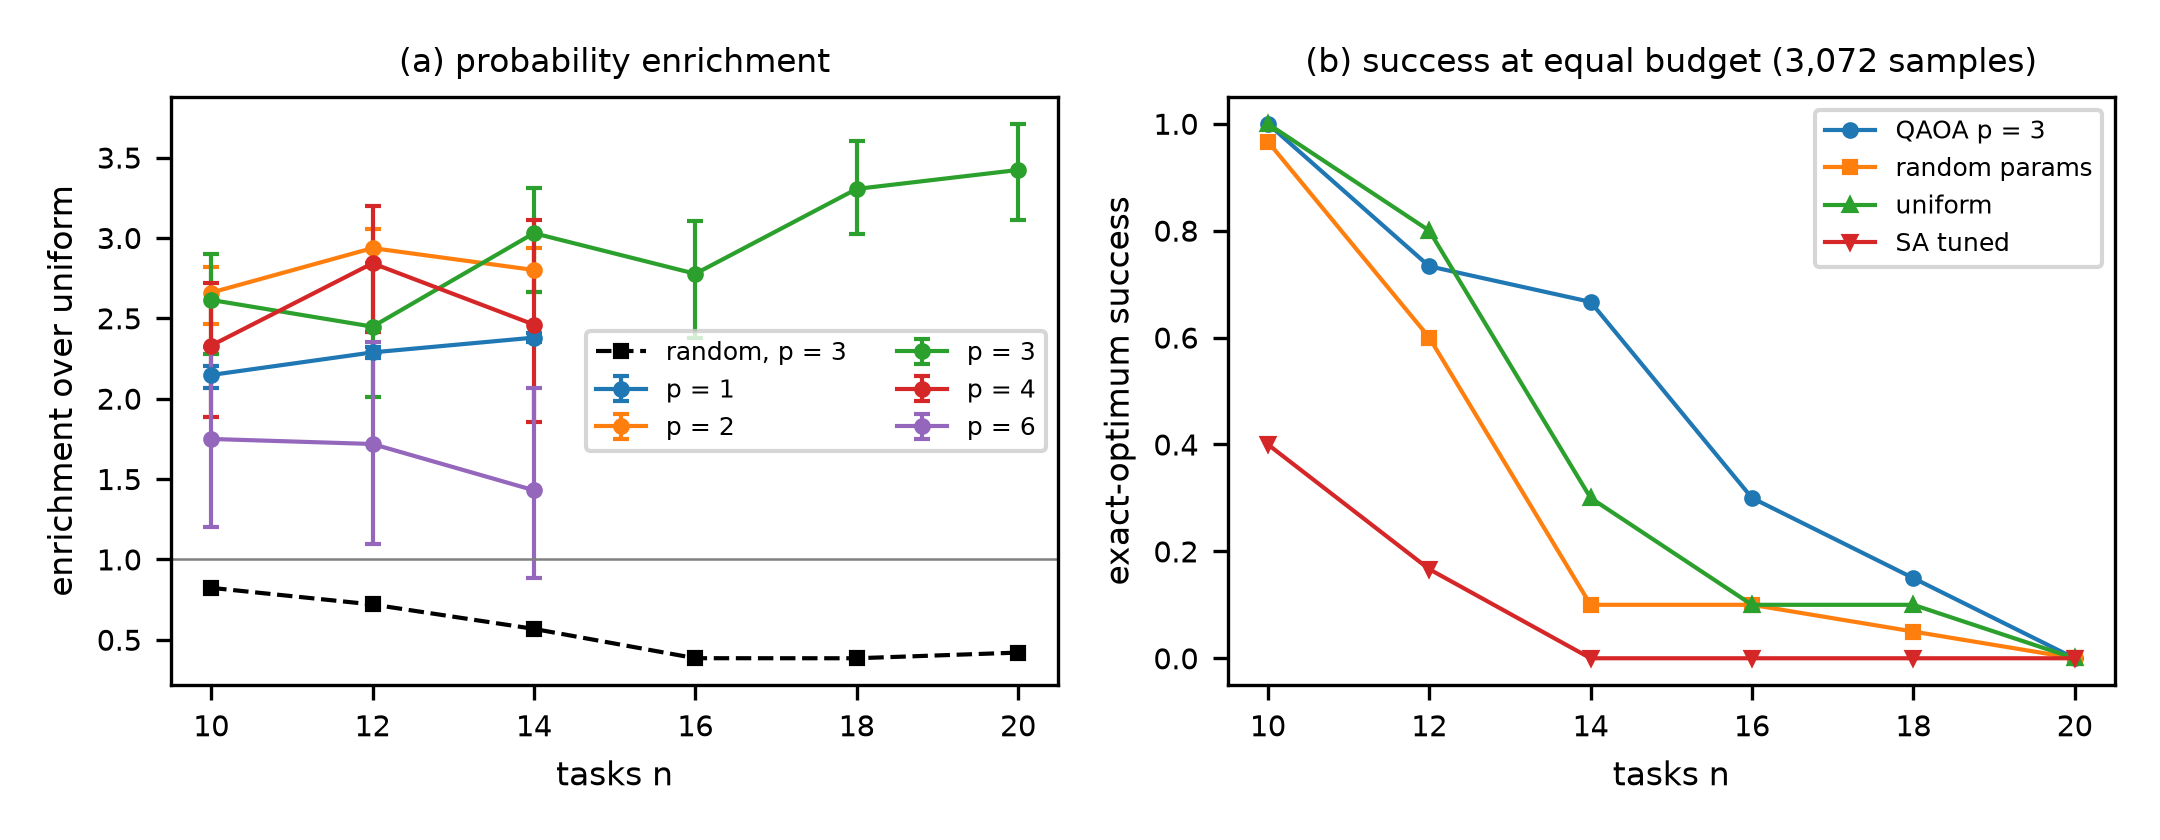 (a) probability enrichment
enrichment over uniform
3.5
3.0
2.5
2.0
1.5
1.0
0.5
random, p = 3
p = 1
p = 2
p = 3
p = 4
p = 6
10 12 14 16 18 20
tasks n
(b) success at equal budget (3,072 samples)
exact-optimum success
1.0
0.8
0.6
0.4
0.2
0.0
QAOA p = 3
random params
uniform
SA tuned
10 12 14 16 18 20
tasks n